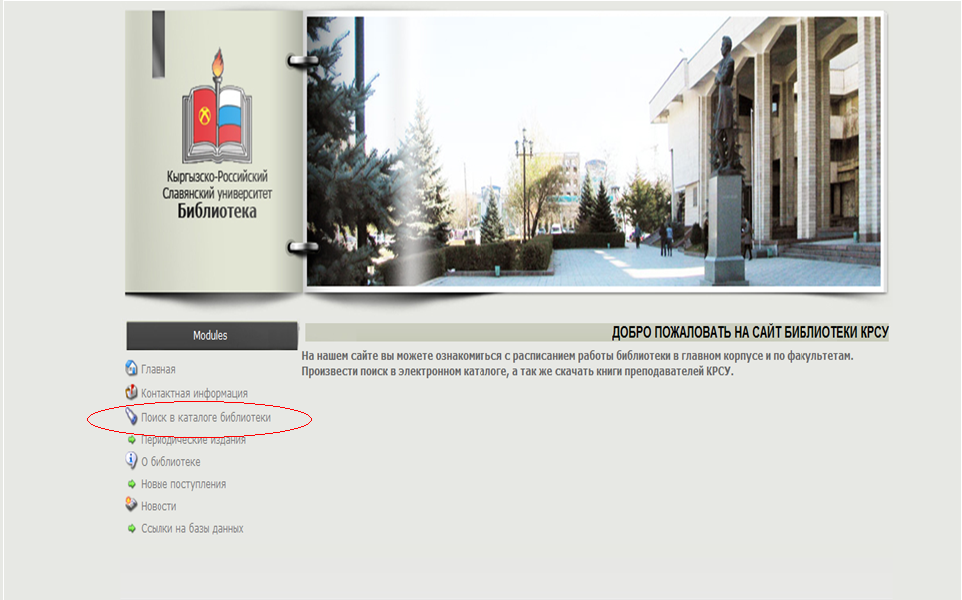 Кыргызско-Российский
Славянский университет
Библиотека
Modules
Главная
Контактная информация
Поиск в каталоге библиотеки
Периодические издания
О библиотеке
Новые поступления
Новости
Ссылки на базы данных
ДОБРО ПОЖАЛОВАТЬ НА САЙТ БИБЛИОТЕКИ КРСУ
На нашем сайте вы можете ознакомиться с расписанием работы библиотеки в главном корпусе и по факультетам.
Произвести поиск в электронном каталоге, а так же скачать книги преподавателей КРСУ.